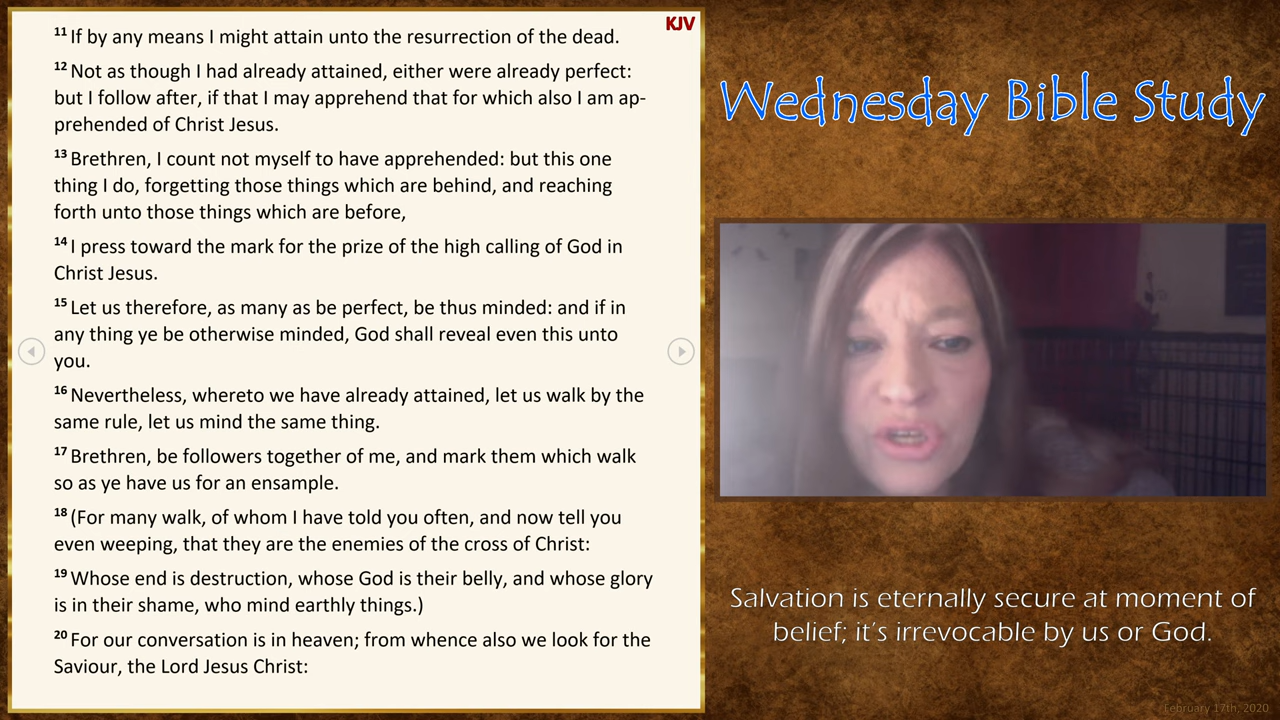 KJV
11 If by any means I might attain unto the resurrection of the dead.
12 Not as though I had already attained, either were already perfect:
but I follow after, if that I may apprehend that for which also I am ap-
prehended of Christ Jesus.
13 Brethren, I count not myself to have apprehended: but this one
thing I do, forgetting those things which are behind, and reaching
forth unto those things which are before,
14 I press toward the mark for the prize of the high calling of God in
Christ Jesus.
15 Let us therefore, as many as be perfect, be thus minded: and if in
any thing ye be otherwise minded, God shall reveal even this unto
you.
16 Nevertheless, whereto we have already attained, let us walk by the
same rule, let us mind the same thing.
17 Brethren, be followers together of me, and mark them which walk
so as ye have us for an ensample.
18 (For many walk, of whom I have told you often, and now tell you
even weeping, that they are the enemies of the cross of Christ:
19 Whose end is destruction, whose God is their belly, and whose glory
is in their shame, who mind earthly things.)
20 For our conversation is in heaven; from whence also we look for the
Saviour, the Lord Jesus Christ:
Wednesday Bible Study
Salvation is eternally secure at moment of
belief; it's irrevocable by us or God.
February 17th, 2020